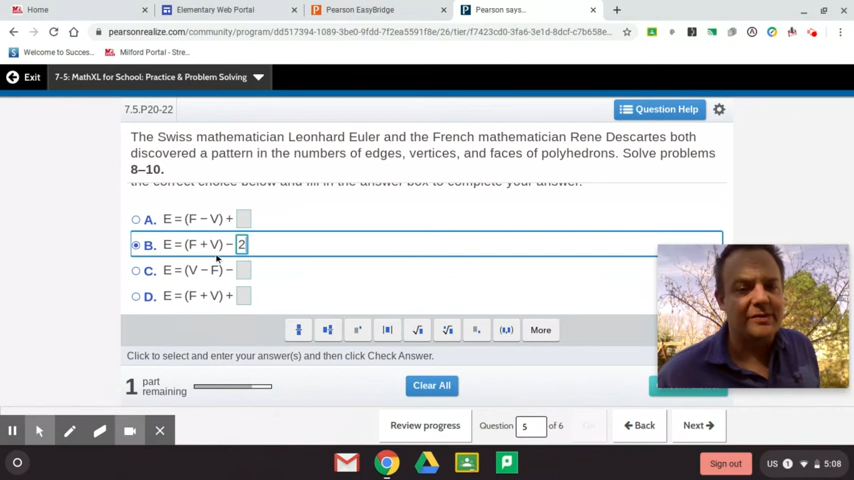 Home
Elementary Web Portal
Pearson EasyBridge
Pearson says..
pearsonrealize.com/community/program/dd517394-1089-3be0-9fdd-7f2ea5591f8e/26/tier/f7423cd0-3fa6-3e1d-8dcf-c7b658e...
Welcome to Succes...
Milford Portal - Stre...
Exit
7-5: MathXL for School: Practice & Problem Solving
7.5.P20-22
Question Help
The Swiss mathematician Leonhard Euler and the French mathematician Rene Descartes both
discovered a pattern in the numbers of edges, vertices, and faces of polyhedrons. Solve problems
8–10.
the correct choice below and fill in the answer box to complete your answer.
A. E = (F − V) +
B. E = (F + V) − 2
C. E = (V − F) −
D. E = (F + V) +
More
Click to select and enter your answer(s) and then click Check Answer.
1 part
remaining
Clear All
Review progress
Question 5 of 6
Go
Back
Next
Sign out
US 1 5:08